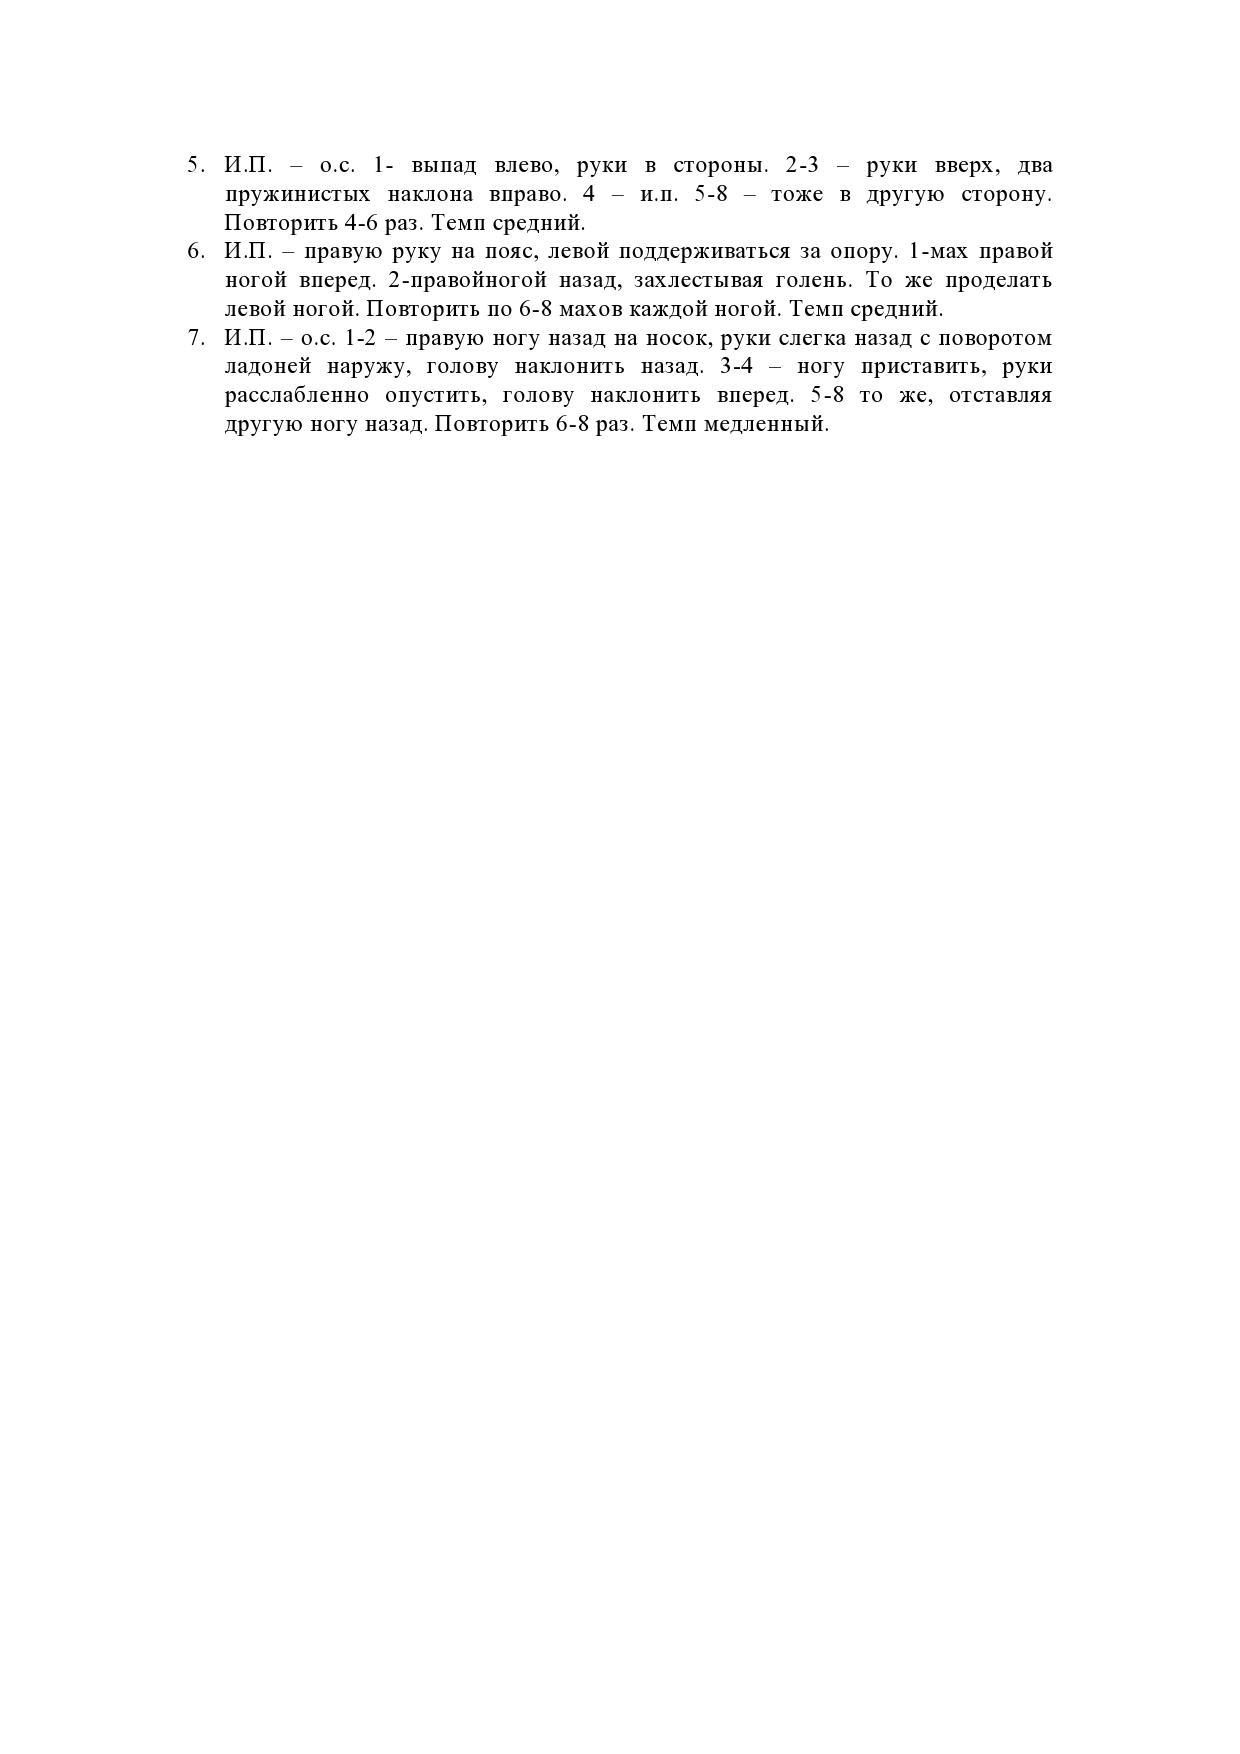 5. И.П. – о.с. 1- выпад влево, руки в стороны. 2-3 – руки вверх, два
пружинистых наклона вправо. 4 – и.п. 5-8 – тоже в другую сторону.
Повторить 4-6 раз. Темп средний.
6. И.П. – правую руку на пояс, левой поддерживаться за опору. 1-мах правой
ногой вперед. 2-правойногой назад, захлестывая голень. То же проделать
левой ногой. Повторить по 6-8 махов каждой ногой. Темп средний.
7. И.П. – о.с. 1-2 – правую ногу назад на носок, руки слегка назад с поворотом
ладоней наружу, голову наклонить назад. 3-4 – ногу приставить, руки
расслабленно опустить, голову наклонить вперед. 5-8 то же, отставляя
другую ногу назад. Повторить 6-8 раз. Темп медленный.